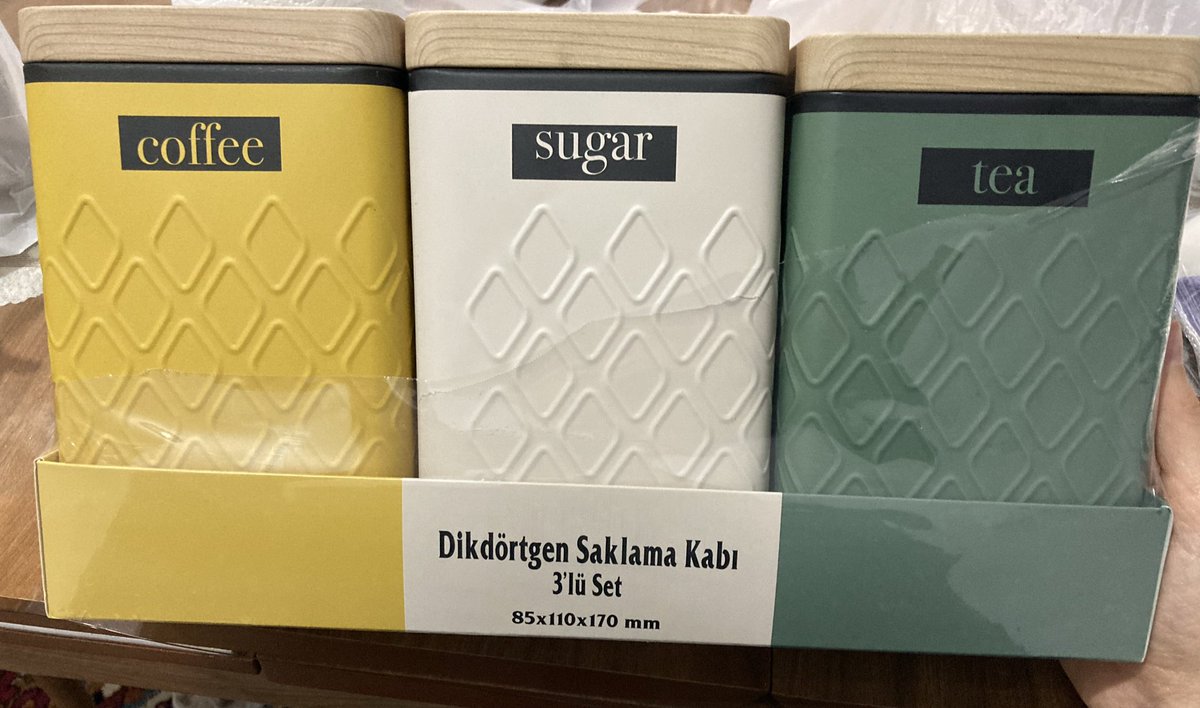 coffee
sugar
tea
Dikdörtgen Saklama Kabı
3'lü Set
85x110x170 mm